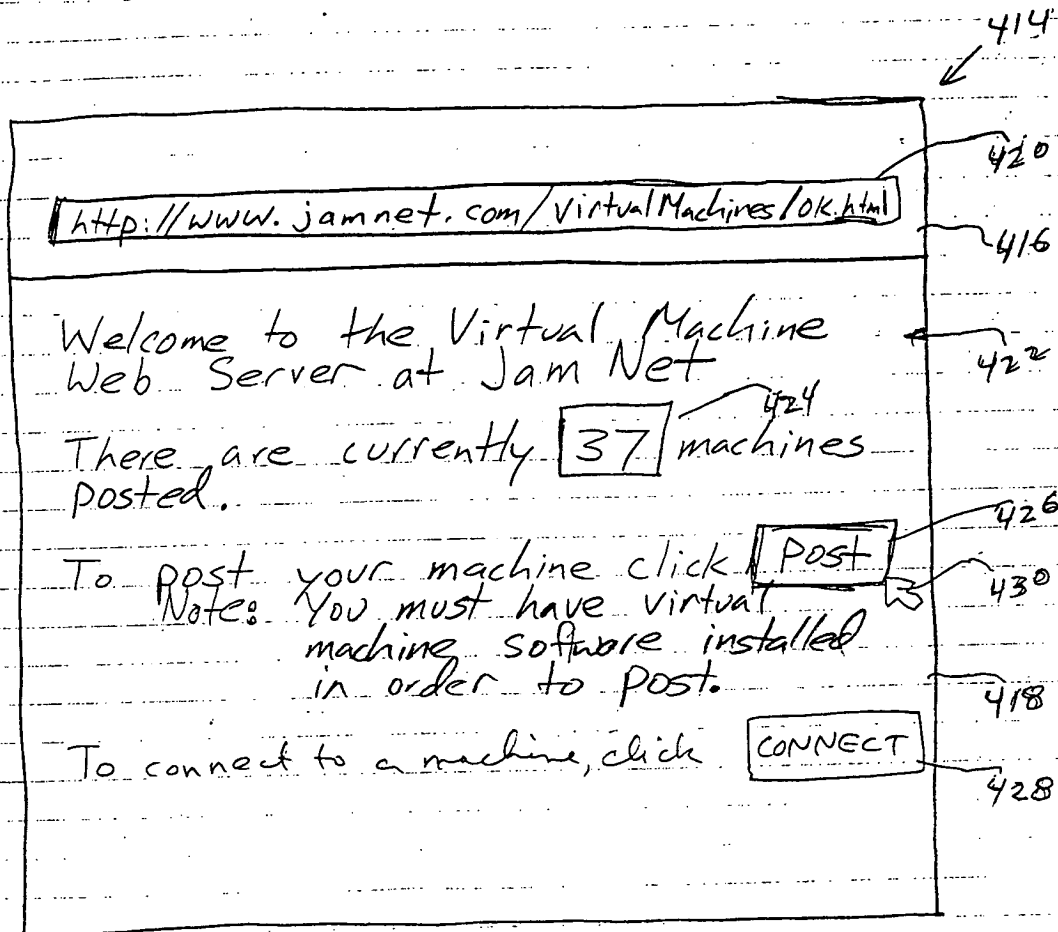 414
420
http://www.jamnet.com/VirtualMachines/ok.html
416
Welcome to the Virtual Machine
422
Web Server at Jam Net
424
There are currently 37 machines
posted.
426
To post your machine click Post
430
Note: You must have virtual
machine software installed
in order to post.
418
To connect to a machine, click CONNECT
428